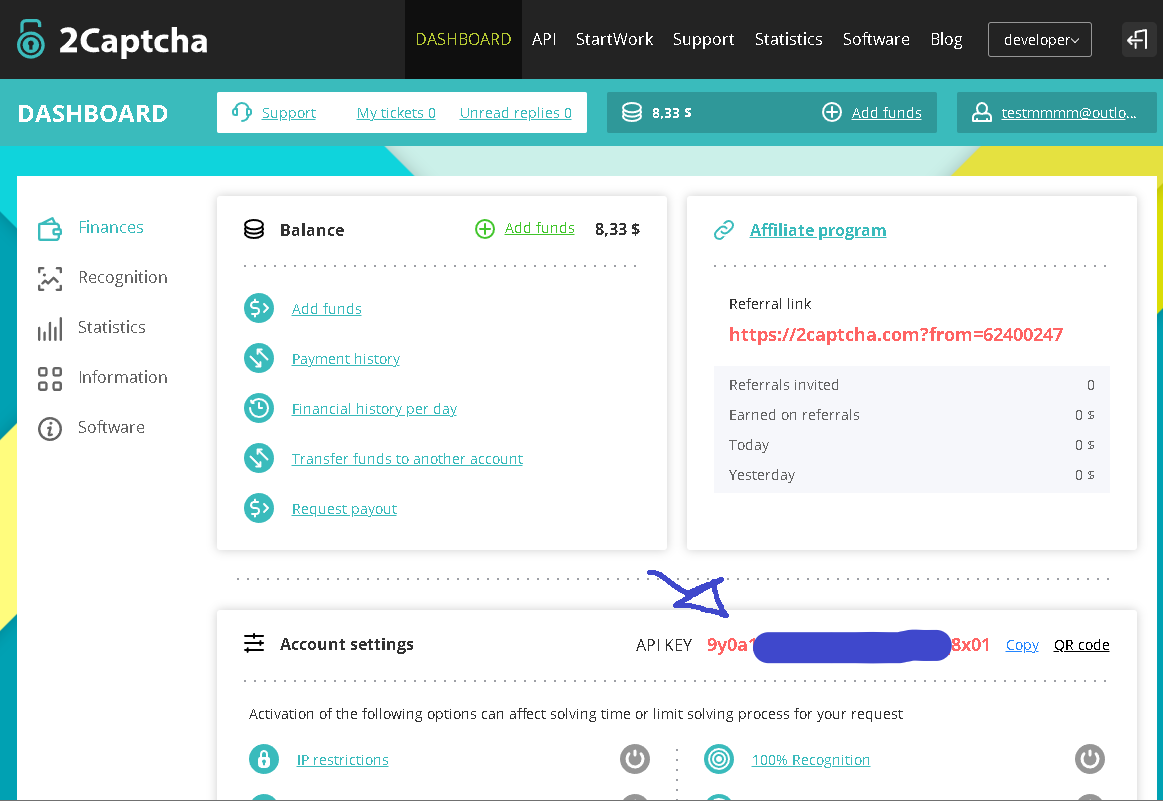 2Captcha
DASHBOARD API StartWork Support Statistics Software Blog developer
DASHBOARD Support My tickets 0 Unread replies 0 8,33 $ Add funds testmmmm@outlo...
Finances
Recognition
Statistics
Information
Software
Balance Add funds 8,33 $
Add funds
Payment history
Financial history per day
Transfer funds to another account
Request payout
Affiliate program
Referral link
https://2captcha.com?from=62400247
Referrals invited 0
Earned on referrals 0 $
Today 0 $
Yesterday 0 $
Account settings API KEY 9y0a1 8x01 Copy QR code
Activation of the following options can affect solving time or limit solving process for your request
IP restrictions 100% Recognition